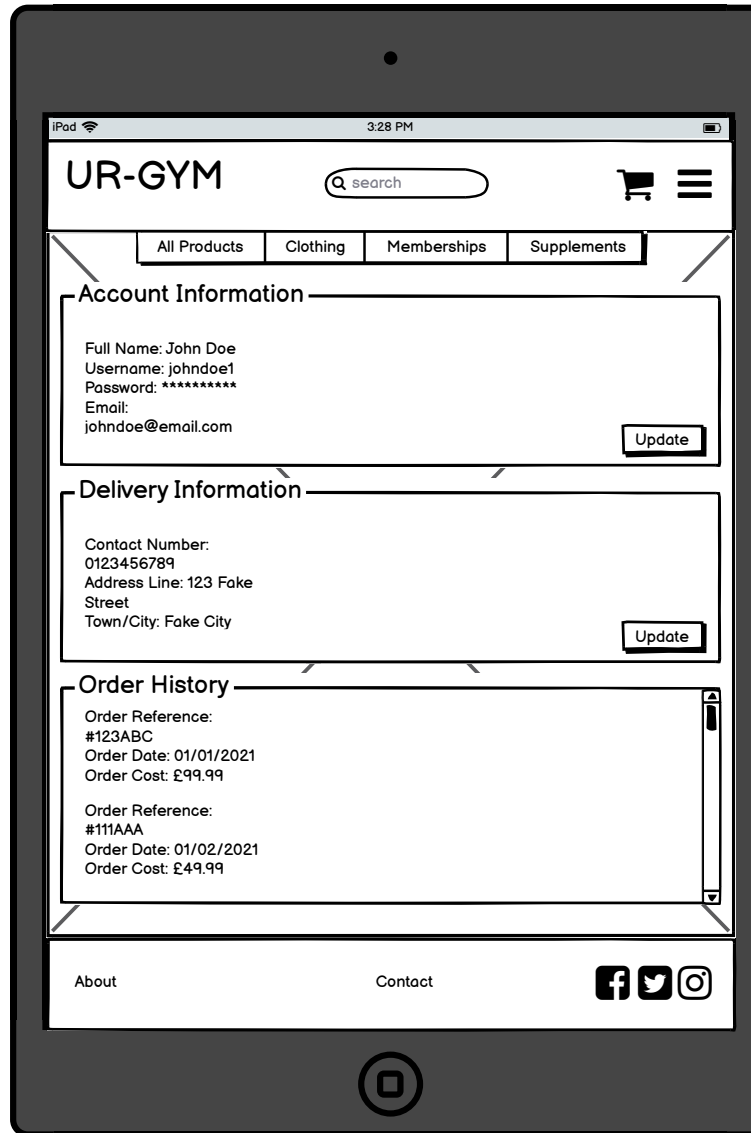 iPad 3:28 PM
UR-GYM
search
All Products Clothing Memberships Supplements
Account Information
Full Name: John Doe
Username: johndoe1
Password: **********
Email:
johndoe@email.com
Update
Delivery Information
Contact Number:
0123456789
Address Line: 123 Fake
Street
Town/City: Fake City
Update
Order History
Order Reference:
#123ABC
Order Date: 01/01/2021
Order Cost: £99.99
Order Reference:
#111AAA
Order Date: 01/02/2021
Order Cost: £49.99
About Contact